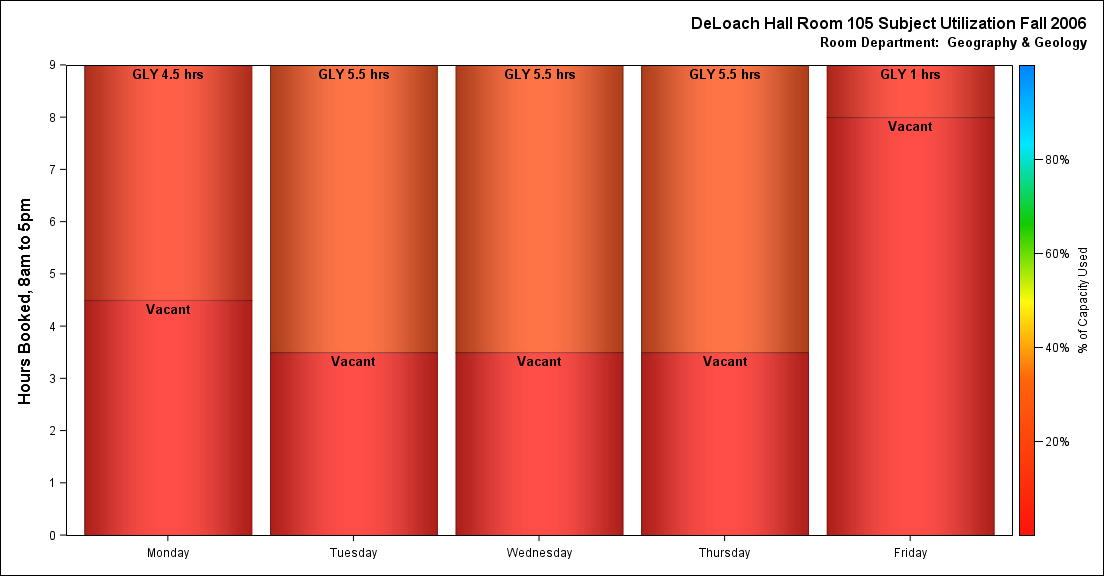 DeLoach Hall Room 105 Subject Utilization Fall 2006
Room Department: Geography & Geology
Hours Booked, 8am to 5pm
9
8
7
6
5
4
3
2
1
0
GLY 4.5 hrs
Vacant
GLY 5.5 hrs
Vacant
GLY 5.5 hrs
Vacant
GLY 5.5 hrs
Vacant
GLY 1 hrs
Vacant
Monday
Tuesday
Wednesday
Thursday
Friday
80%
60%
40%
20%
% of Capacity Used